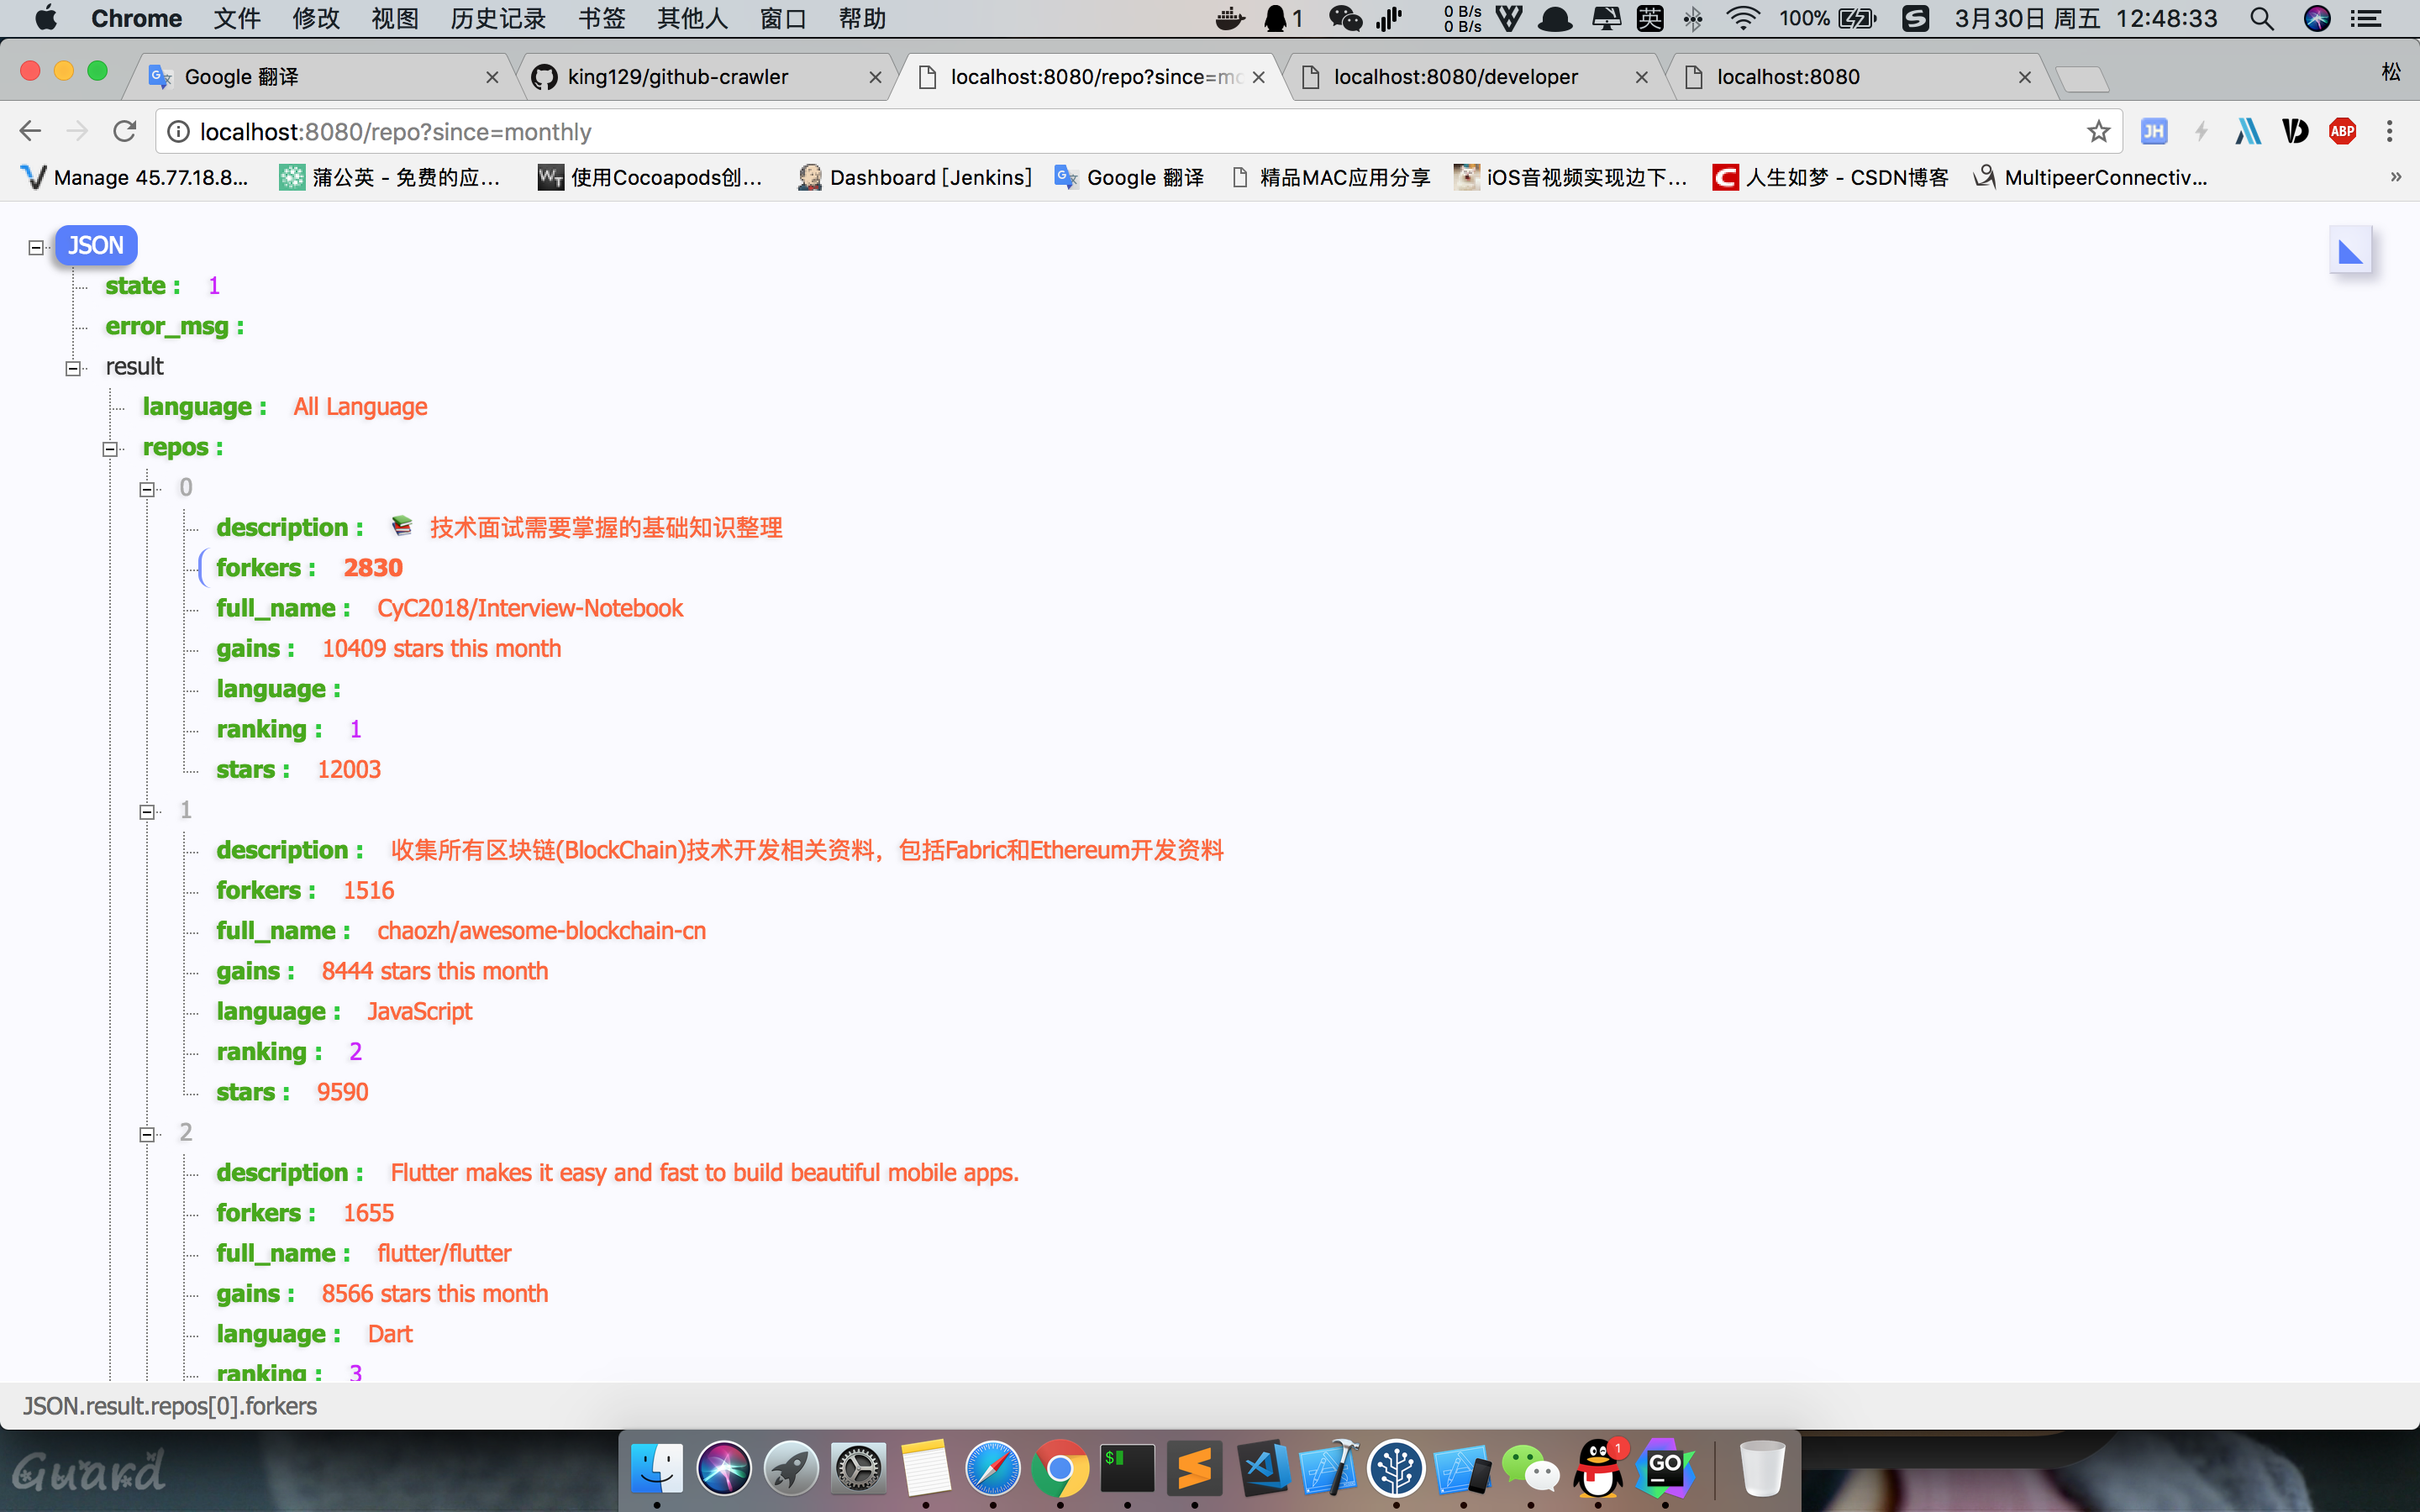 Chrome 文件 修改 视图 历史记录 书签 其他人 窗口 帮助 1 0 B/s 0 B/s 英 100% 3月30日 周五 12:48:33
Google 翻译 king129/github-crawler localhost:8080/repo?since=mo localhost:8080/developer localhost:8080 松
localhost:8080/repo?since=monthly JH ABP
Manage 45.77.18.8... 蒲公英 - 免费的应... WT 使用Cocoapods创... Dashboard [Jenkins] Google 翻译 精品MAC应用分享 iOS音视频实现边下... C 人生如梦 - CSDN博客 MultipeerConnectiv... »
JSON
state : 1
error_msg :
result
language : All Language
repos :
0
description : 📚 技术面试需要掌握的基础知识整理
forkers : 2830
full_name : CyC2018/Interview-Notebook
gains : 10409 stars this month
language :
ranking : 1
stars : 12003
1
description : 收集所有区块链(BlockChain)技术开发相关资料，包括Fabric和Ethereum开发资料
forkers : 1516
full_name : chaozh/awesome-blockchain-cn
gains : 8444 stars this month
language : JavaScript
ranking : 2
stars : 9590
2
description : Flutter makes it easy and fast to build beautiful mobile apps.
forkers : 1655
full_name : flutter/flutter
gains : 8566 stars this month
language : Dart
ranking : 3
JSON.result.repos[0].forkers
Guard
$ 1 GO